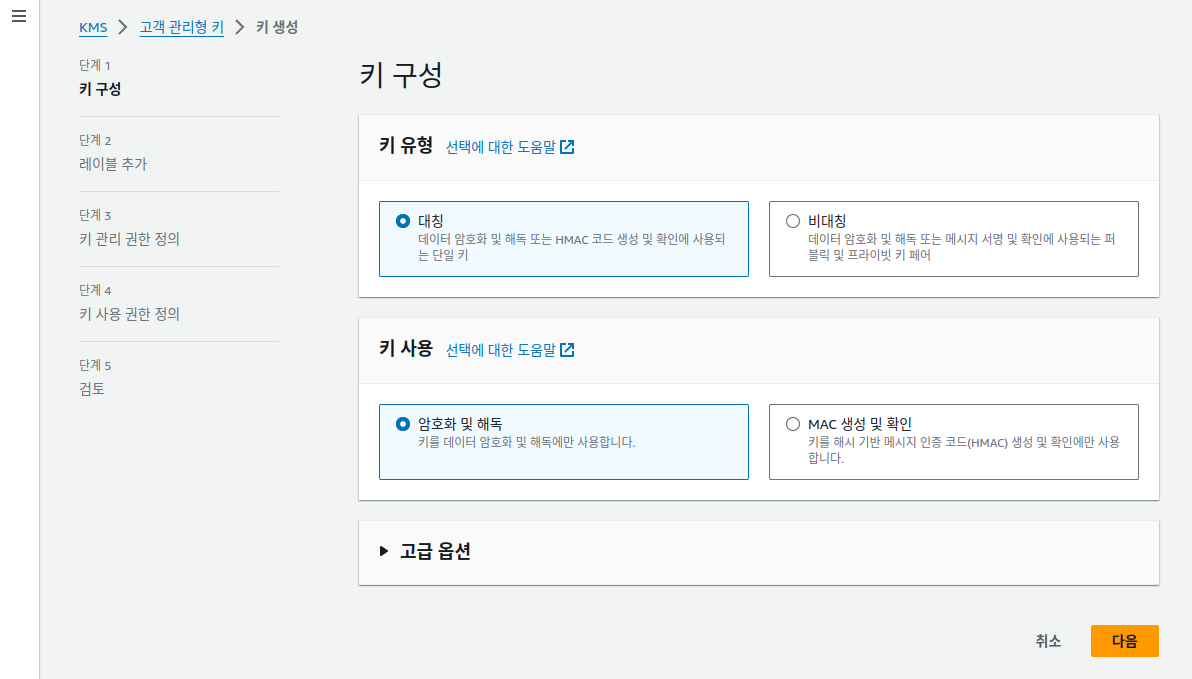 KMS > 고객 관리형 키 > 키 생성
단계 1
키 구성
단계 2
레이블 추가
단계 3
키 관리 권한 정의
단계 4
키 사용 권한 정의
단계 5
검토
키 구성
키 유형 선택에 대한 도움말
대칭
데이터 암호화 및 해독 또는 HMAC 코드 생성 및 확인에 사용되
는 단일 키
비대칭
데이터 암호화 및 해독 또는 메시지 서명 및 확인에 사용되는 퍼
블릭 및 프라이빗 키 페어
키 사용 선택에 대한 도움말
암호화 및 해독
키를 데이터 암호화 및 해독에만 사용합니다.
MAC 생성 및 확인
키를 해시 기반 메시지 인증 코드(HMAC) 생성 및 확인에만 사용
합니다.
고급 옵션
취소 다음